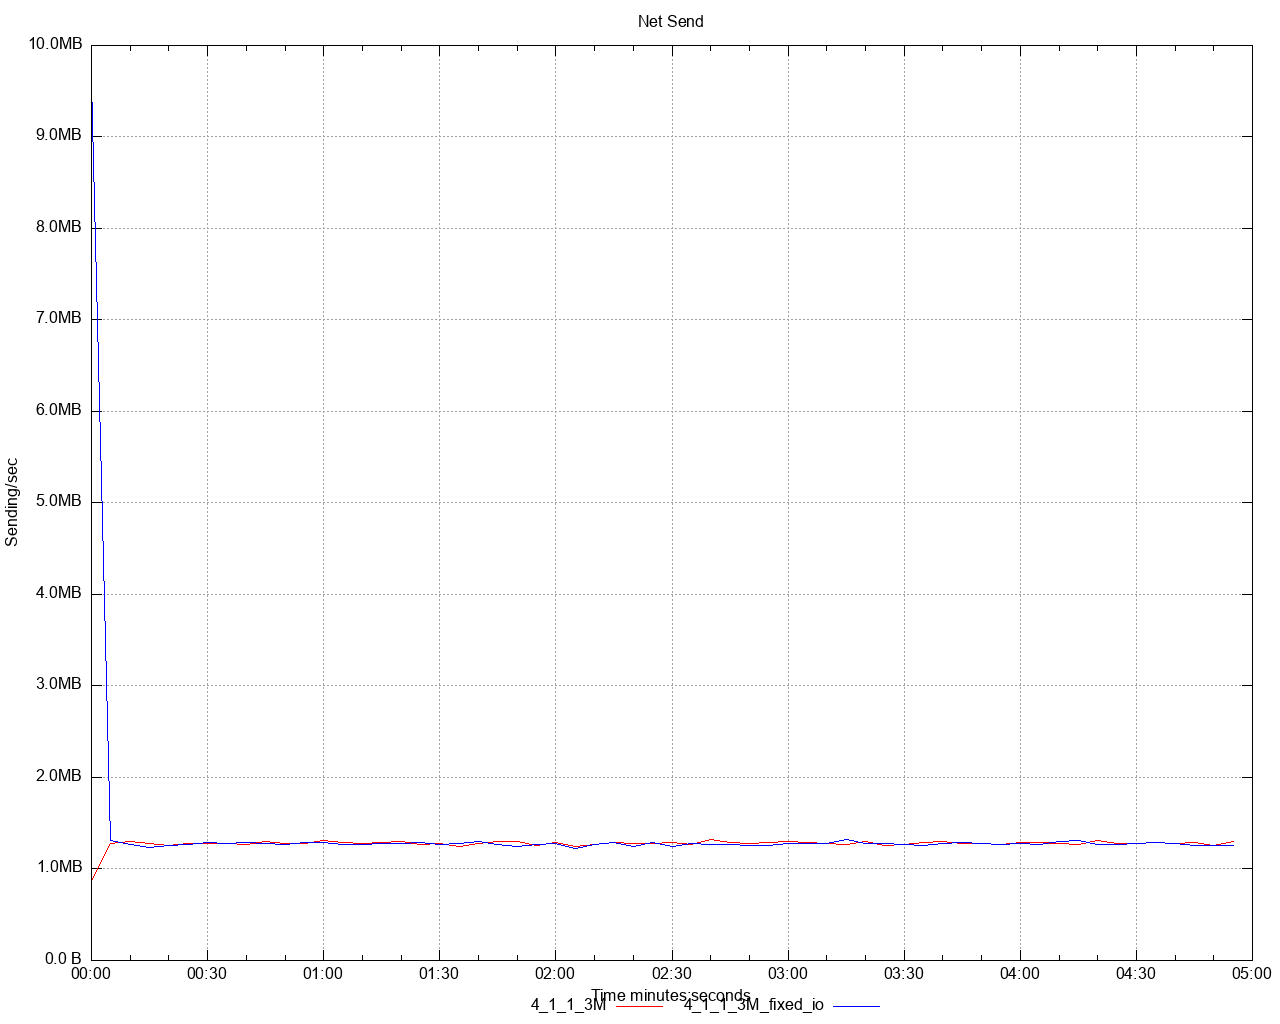 Net Send
10.0MB
9.0MB
8.0MB
7.0MB
6.0MB
5.0MB
4.0MB
3.0MB
2.0MB
1.0MB
0.0 B
Sending/sec
00:00 00:30 01:00 01:30 02:00 02:30 03:00 03:30 04:00 04:30 05:00
Time minutes:seconds
4_1_1_3M 4_1_1_3M_fixed_io